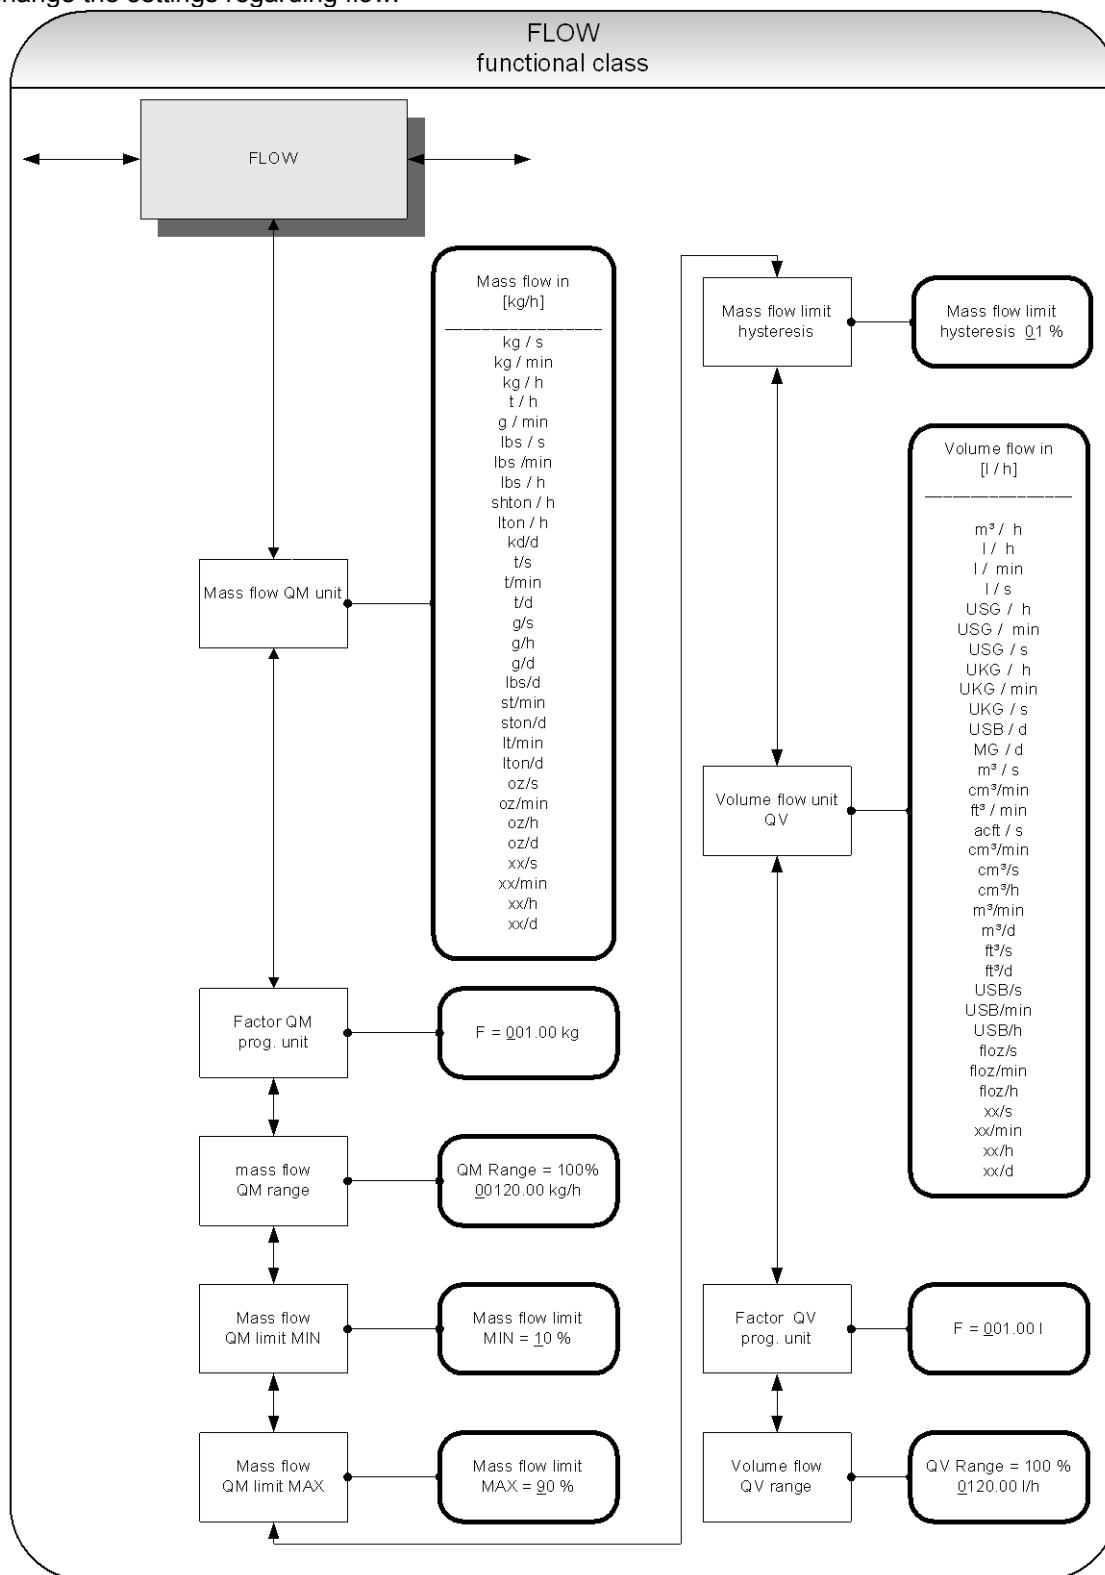 change the settings regarding flow.
FLOW
functional class
FLOW
Mass flow in
[kg/h]
kg / s
kg / min
kg / h
t / h
g / min
lbs / s
lbs /min
lbs / h
shton / h
lton / h
kd/d
t/s
t/min
t/d
g/s
g/h
g/d
lbs/d
st/min
ston/d
lt/min
lton/d
oz/s
oz/min
oz/h
oz/d
xx/s
xx/min
xx/h
xx/d
Mass flow QM unit
Factor QM
prog. unit
F = 001.00 kg
mass flow
QM range
QM Range = 100%
00120.00 kg/h
Mass flow
QM limit MIN
Mass flow limit
MIN = 10 %
Mass flow
QM limit MAX
Mass flow limit
MAX = 90 %
Mass flow limit
hysteresis
Mass flow limit
hysteresis 01 %
Volume flow unit
QV
Volume flow in
[l / h]
m³ / h
l / h
l / min
l / s
USG / h
USG / min
USG / s
UKG / h
UKG / min
UKG / s
USB / d
MG / d
m³ / s
cm³/min
ft³ / min
acft / s
cm³/min
cm³/s
cm³/h
m³/min
m³/d
ft³/s
ft³/d
USB/s
USB/min
USB/h
floz/s
floz/min
floz/h
xx/s
xx/min
xx/h
xx/d
Factor QV
prog. unit
F = 001.00 l
Volume flow
QV range
QV Range = 100 %
0120.00 l/h